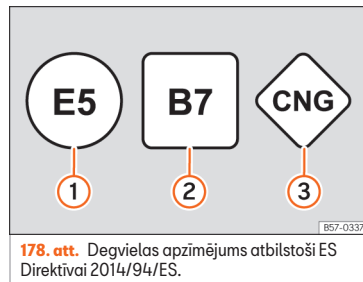 E5 B7 CNG
1 2 3
B57-0337
178. att. Degvielas apzīmējums atbilstoši ES
Direktīvai 2014/94/ES.